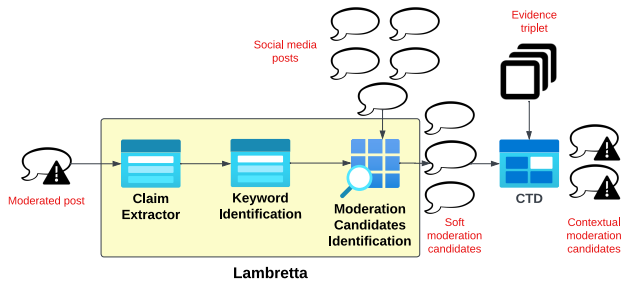 Evidence
triplet
Social media
posts
Moderated post
Claim
Extractor
Keyword
Identification
Moderation
Candidates
Identification
Soft
moderation
candidates
CTD
Contextual
moderation
candidates
Lambretta